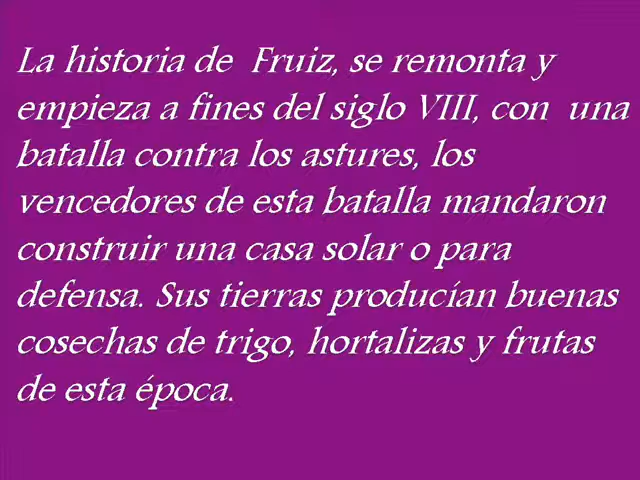 La historia de Fruiz, se remonta y
empieza a fines del siglo VIII, con una
batalla contra los astures, los
vencedores de esta batalla mandaron
construir una casa solar o para
defensa. Sus tierras producían buenas
cosechas de trigo, hortalizas y frutas
de esta época.